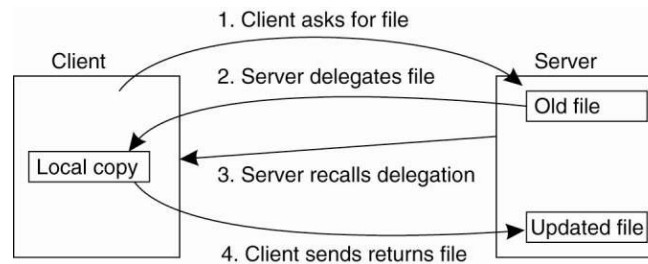 1. Client asks for file
Client
Server
2. Server delegates file
Old file
Local copy
3. Server recalls delegation
Updated file
4. Client sends returns file